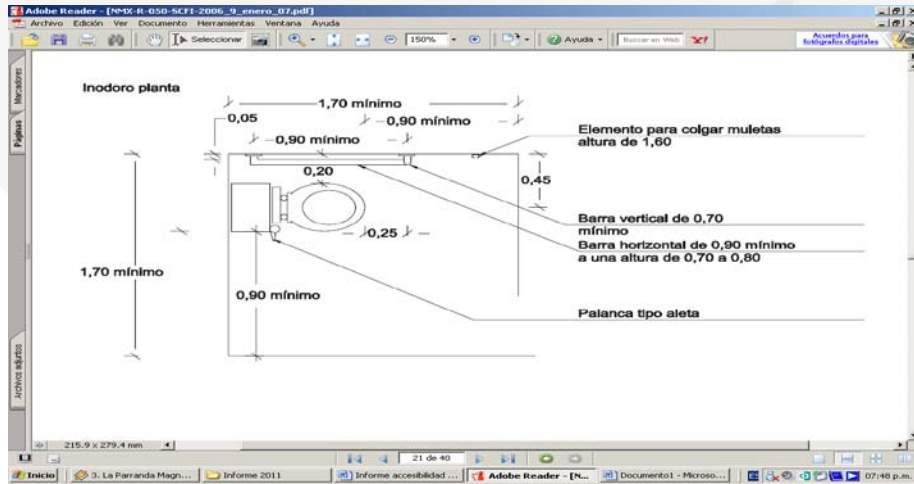 Adobe Reader - [NMX-R-050-SCFI-2006_9_enero_07.pdf]
Archivo Edición Ver Documento Herramientas Ventana Ayuda
Seleccionar 150% Ayuda Buscar en Web Y! Acuerdos para fotógrafos digitales
Marcadores
Páginas
Archivos adjuntos
Inodoro planta
1,70 mínimo
0,05
0,90 mínimo
0,90 mínimo
Elemento para colgar muletas
altura de 1,60
0,20
0,45
Barra vertical de 0,70
mínimo
0,25
Barra horizontal de 0,90 mínimo
a una altura de 0,70 a 0,80
1,70 mínimo
0,90 mínimo
Palanca tipo aleta
215.9 x 279.4 mm
21 de 40
Inicio 3. La Parranda Magn... Informe 2011 Informe accesibilidad ... Adobe Reader - [N... Documento1 - Microso... 07:48 p.m.